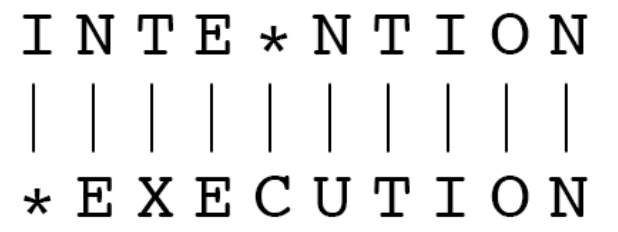 I N T E * N T I O N
| | | | | | | | | |
* E X E C U T I O N